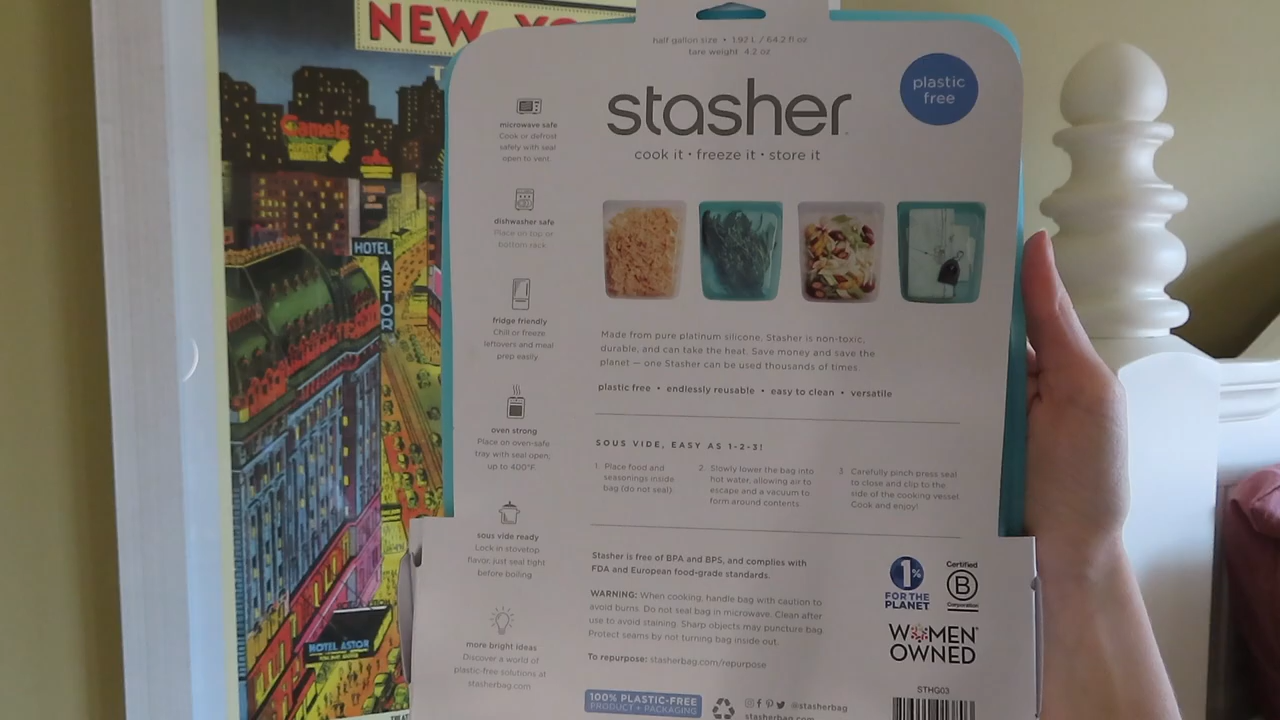 NEW YO
T
Camels
HOTEL
ASTOR
HOTEL ASTOR
half gallon size • 1.92 L / 64.2 fl oz
tare weight 4.2 oz
stasher
cook it • freeze it • store it
plastic
free
microwave safe
Cook or defrost
safely with seal
open to vent.
dishwasher safe
Place on top or
bottom rack.
fridge friendly
Chill or freeze
leftovers and meal
prep easily.
oven strong
Place on oven-safe
tray with seal open;
up to 400°F.
sous vide ready
Lock in stovetop
flavor, just seal tight
before boiling.
more bright ideas
Discover a world of
plastic-free solutions at
stasherbag.com
Made from pure platinum silicone, Stasher is non-toxic,
durable, and can take the heat. Save money and save the
planet — one Stasher can be used thousands of times.
plastic free • endlessly reusable • easy to clean • versatile
SOUS VIDE, EASY AS 1-2-3!
1. Place food and
seasonings inside
bag (do not seal).
2. Slowly lower the bag into
hot water, allowing air to
escape and a vacuum to
form around contents.
3. Carefully pinch press seal
to close and clip to the
side of the cooking vessel.
Cook and enjoy!
Stasher is free of BPA and BPS, and complies with
FDA and European food-grade standards.
WARNING: When cooking, handle bag with caution to
avoid burns. Do not seal bag in microwave. Clean after
use to avoid staining. Sharp objects may puncture bag.
Protect seams by not turning bag inside out.
To repurpose: stasherbag.com/repurpose
1%
FOR THE
PLANET
Certified
B
Corporation
WOMEN
OWNED
STHG03
100% PLASTIC-FREE
PRODUCT + PACKAGING
@stasherbag
stasherbag.com